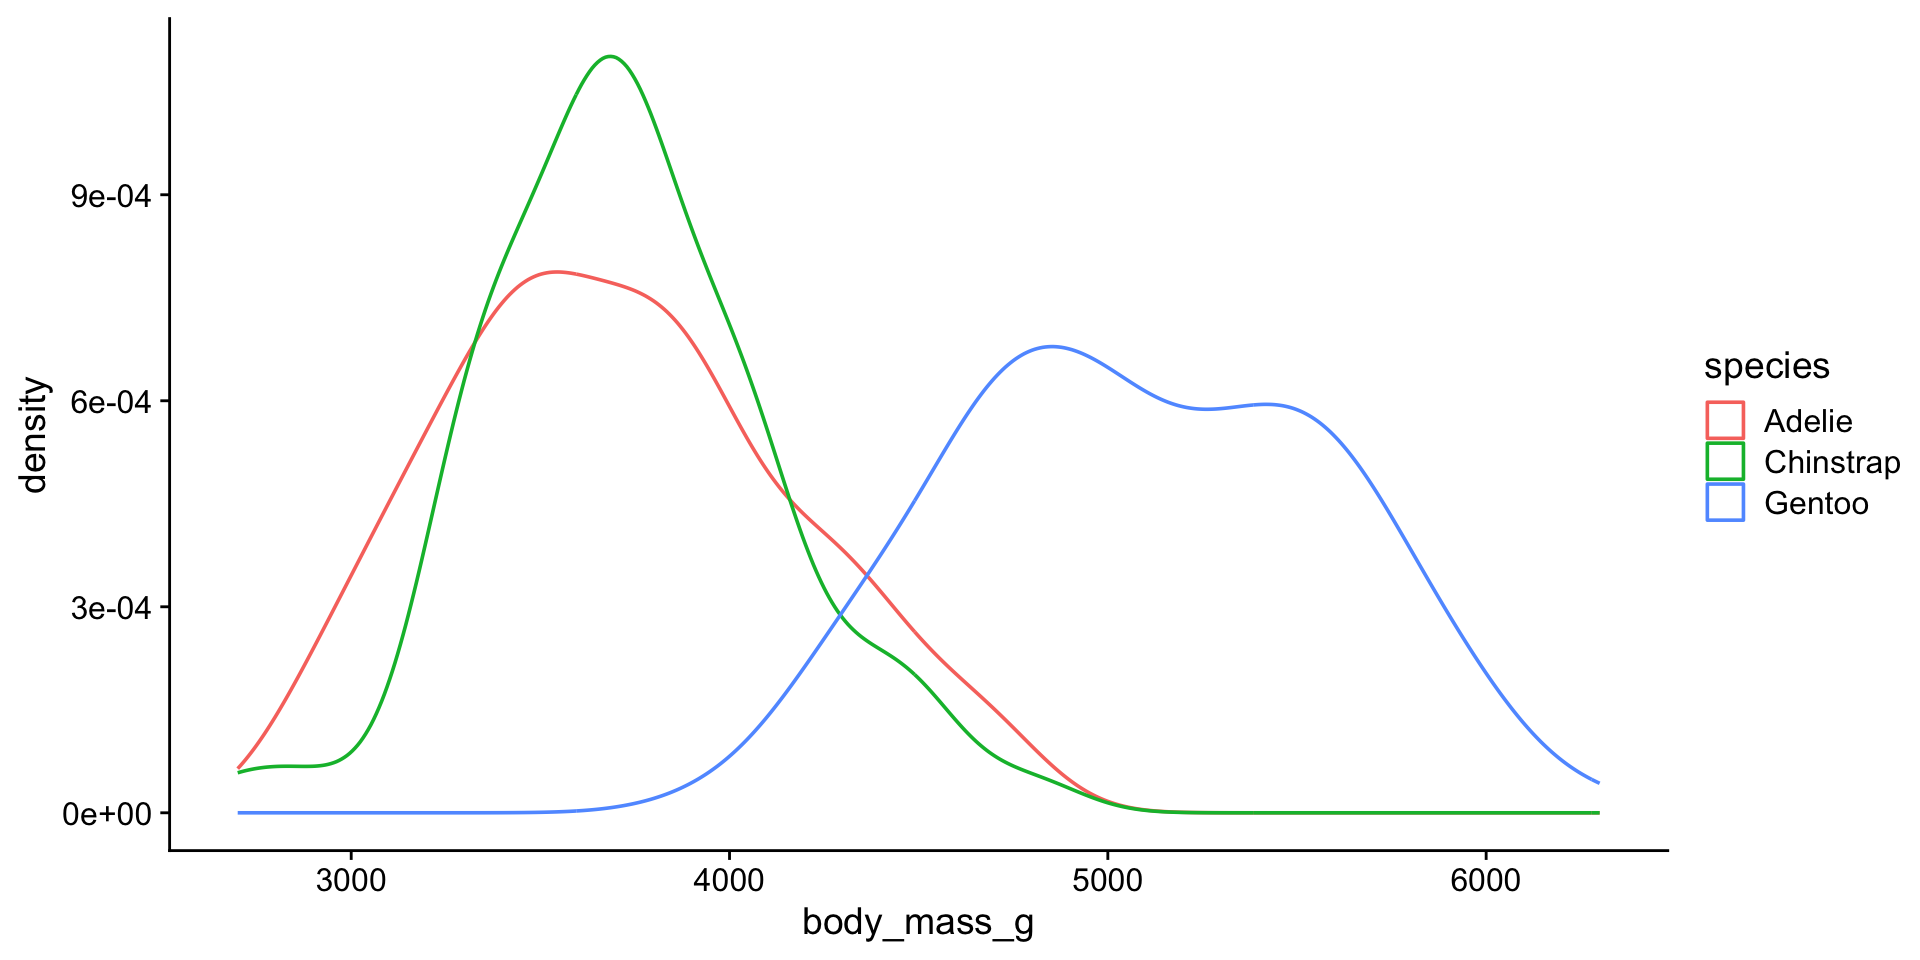 density
9e-04
6e-04
3e-04
0e+00
3000
4000
5000
6000
body_mass_g
species
Adelie
Chinstrap
Gentoo